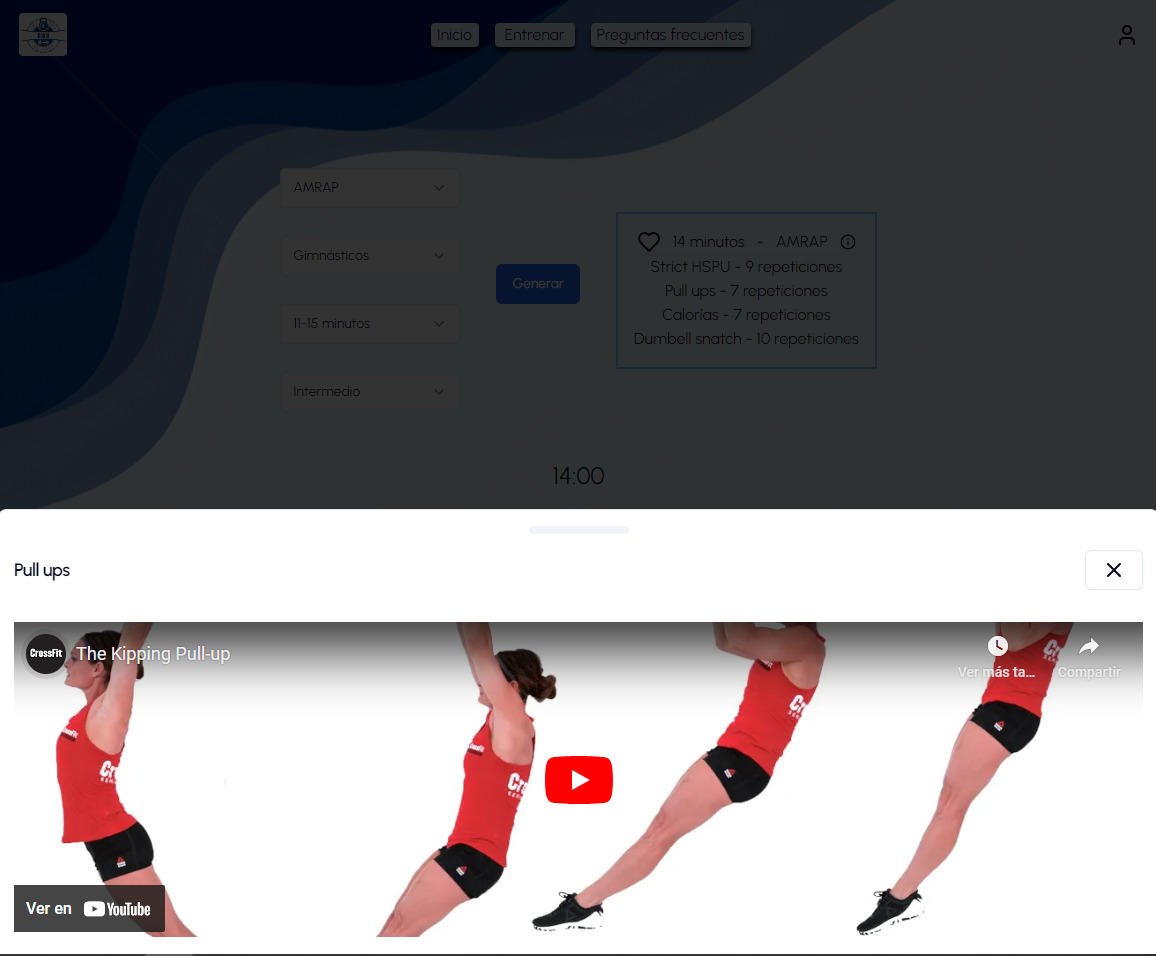 Inicio
Entrenar
Preguntas frecuentes
AMRAP
Gimnásticos
11-15 minutos
Intermedio
Generar
14 minutos - AMRAP
Strict HSPU - 9 repeticiones
Pull ups - 7 repeticiones
Calorías - 7 repeticiones
Dumbell snatch - 10 repeticiones
14:00
Pull ups
CrossFit
The Kipping Pull-up
Ver más ta...
Compartir
Ver en YouTube